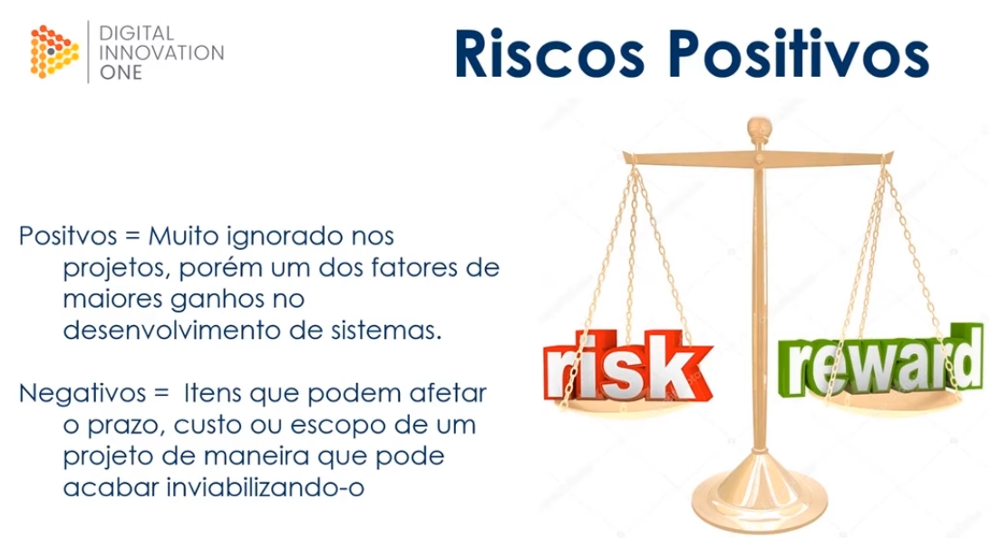 DIGITAL
INNOVATION
ONE
Riscos Positivos
Positvos = Muito ignorado nos
projetos, porém um dos fatores de
maiores ganhos no
desenvolvimento de sistemas.
Negativos = Itens que podem afetar
o prazo, custo ou escopo de um
projeto de maneira que pode
acabar inviabilizando-o
risk
reward